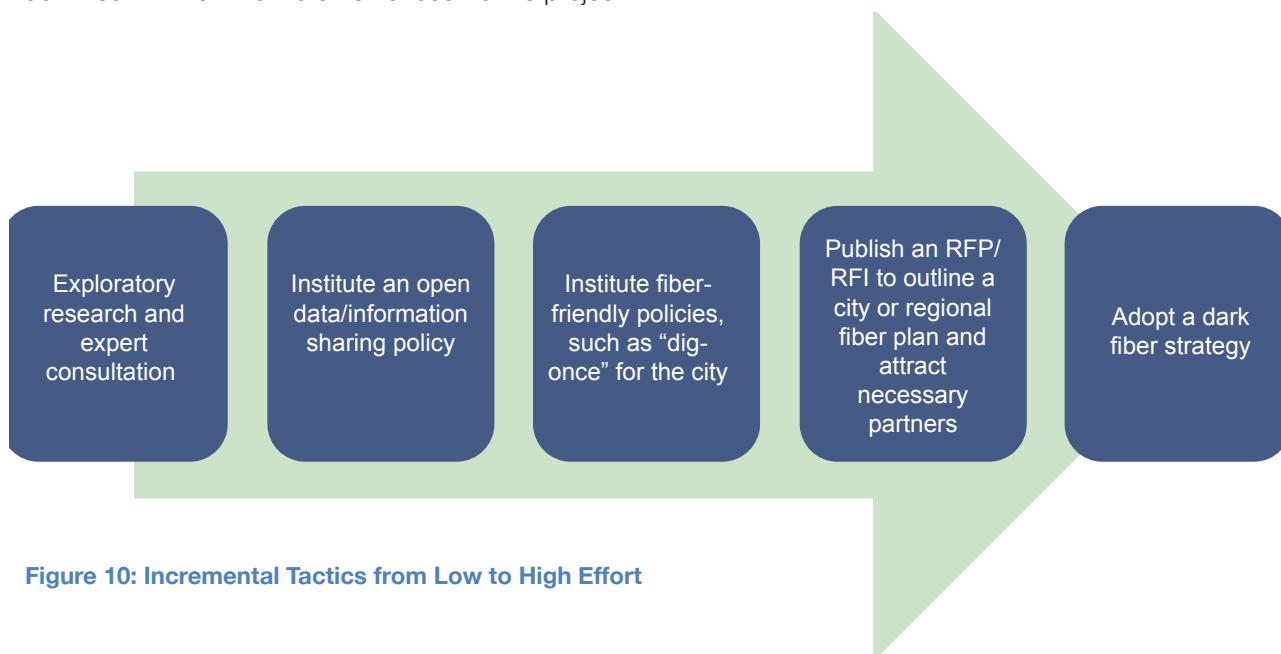 Exploratory
research and
expert
consultation
Institute an open
data/information
sharing policy
Institute fiber-
friendly policies,
such as “dig-
once” for the city
Publish an RFP/
RFI to outline a
city or regional
fiber plan and
attract
necessary
partners
Adopt a dark
fiber strategy
Figure 10: Incremental Tactics from Low to High Effort